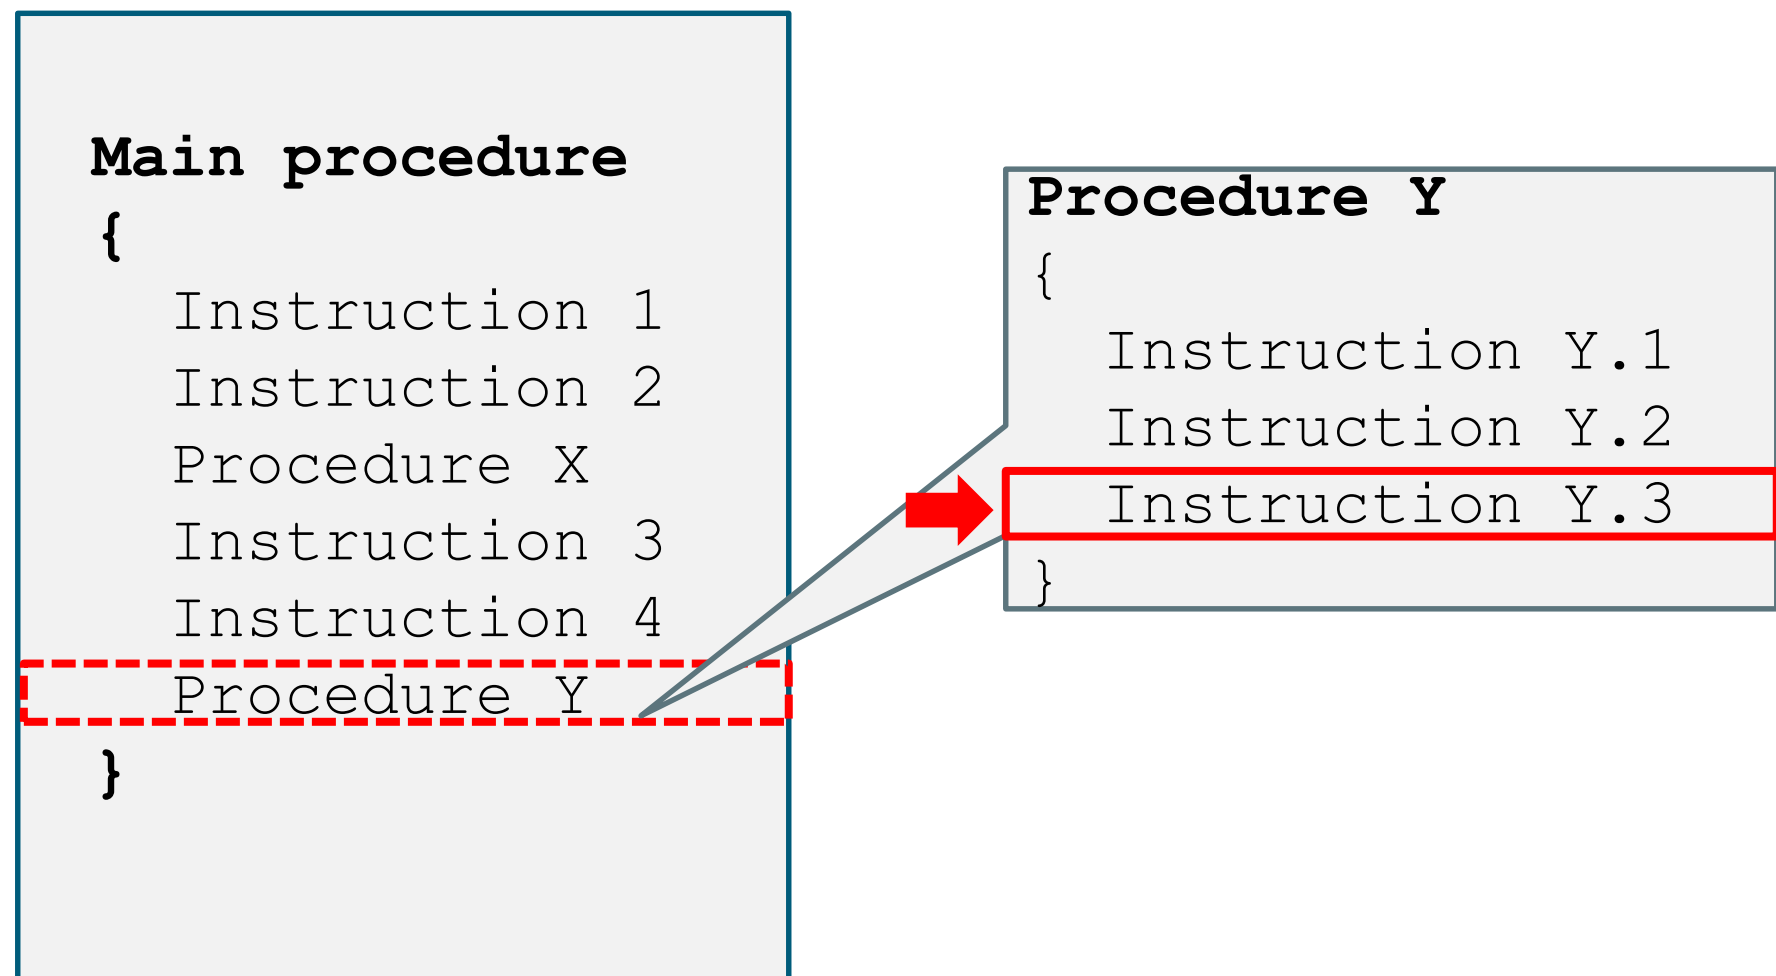 Main procedure
{
Instruction 1
Instruction 2
Procedure X
Instruction 3
Instruction 4
Procedure Y
}
Procedure Y
{
Instruction Y.1
Instruction Y.2
Instruction Y.3
}